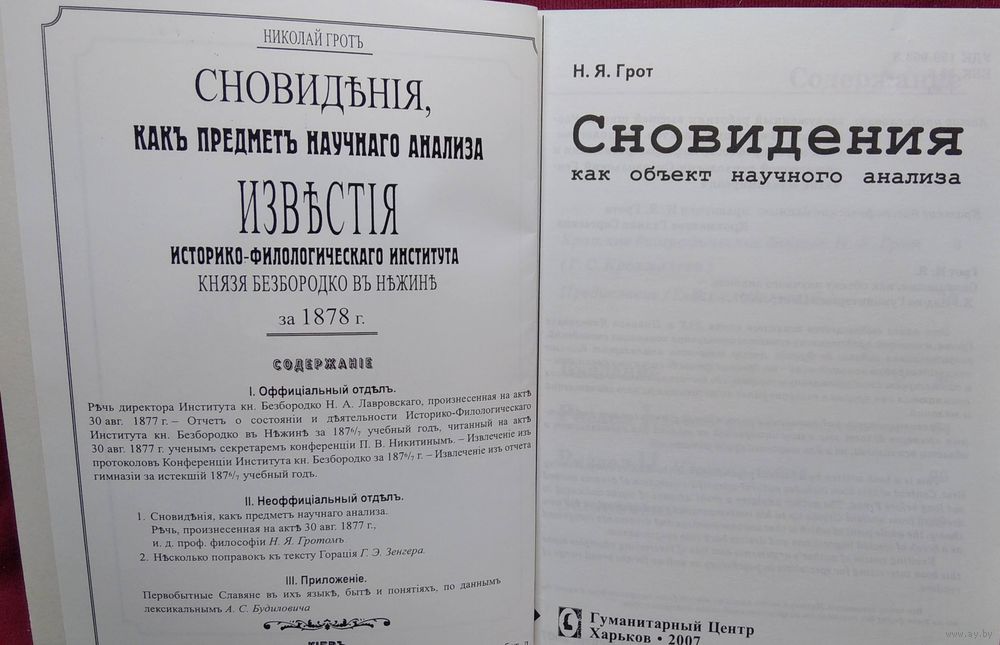 НИКОЛАЙ ГРОТЪ
СНОВИДѢНІЯ,
КАКЪ ПРЕДМЕТЪ НАУЧНАГО АНАЛИЗА
ИЗВѢСТІЯ
ИСТОРИКО-ФИЛОЛОГИЧЕСКАГО ИНСТИТУТА
КНЯЗЯ БЕЗБОРОДКО ВЪ НѢЖИНѢ
за 1878 г.
СОДЕРЖАНІЕ
I. Оффиціальный отдѣлъ.
Рѣчь директора Института кн. Безбородко Н. А. Лавровскаго, произнесенная на актѣ
30 авг. 1877 г. – Отчетъ о состояніи и дѣятельности Историко-Филологическаго
Института кн. Безбородко въ Нѣжинѣ за 187⁶/₇ учебный годъ, читанный на актѣ
30 авг. 1877 г. ученымъ секретаремъ конференціи П. В. Никитинымъ. – Извлеченіе изъ
протоколовъ Конференціи Института кн. Безбородко за 187⁶/₇ г. – Извлеченіе изъ отчета
гимназіи за истекшій 187⁶/₇ учебный годъ.
II. Неоффиціальный отдѣлъ.
1. Сновидѣнія, какъ предметъ научнаго анализа.
Рѣчь, произнесенная на актѣ 30 авг. 1877 г.,
и. д. проф. философіи Н. Я. Гротомъ.
2. Нѣсколько поправокъ къ тексту Горація Г. Э. Зенгера.
III. Приложеніе.
Первобытные Славяне въ ихъ языкѣ, бытѣ и понятіяхъ, по даннымъ
лексикальнымъ А. С. Будиловича
Н. Я. Грот
Сновидения
как объект научного анализа
Гуманитарный Центр
Харьков • 2007
www.ay.by